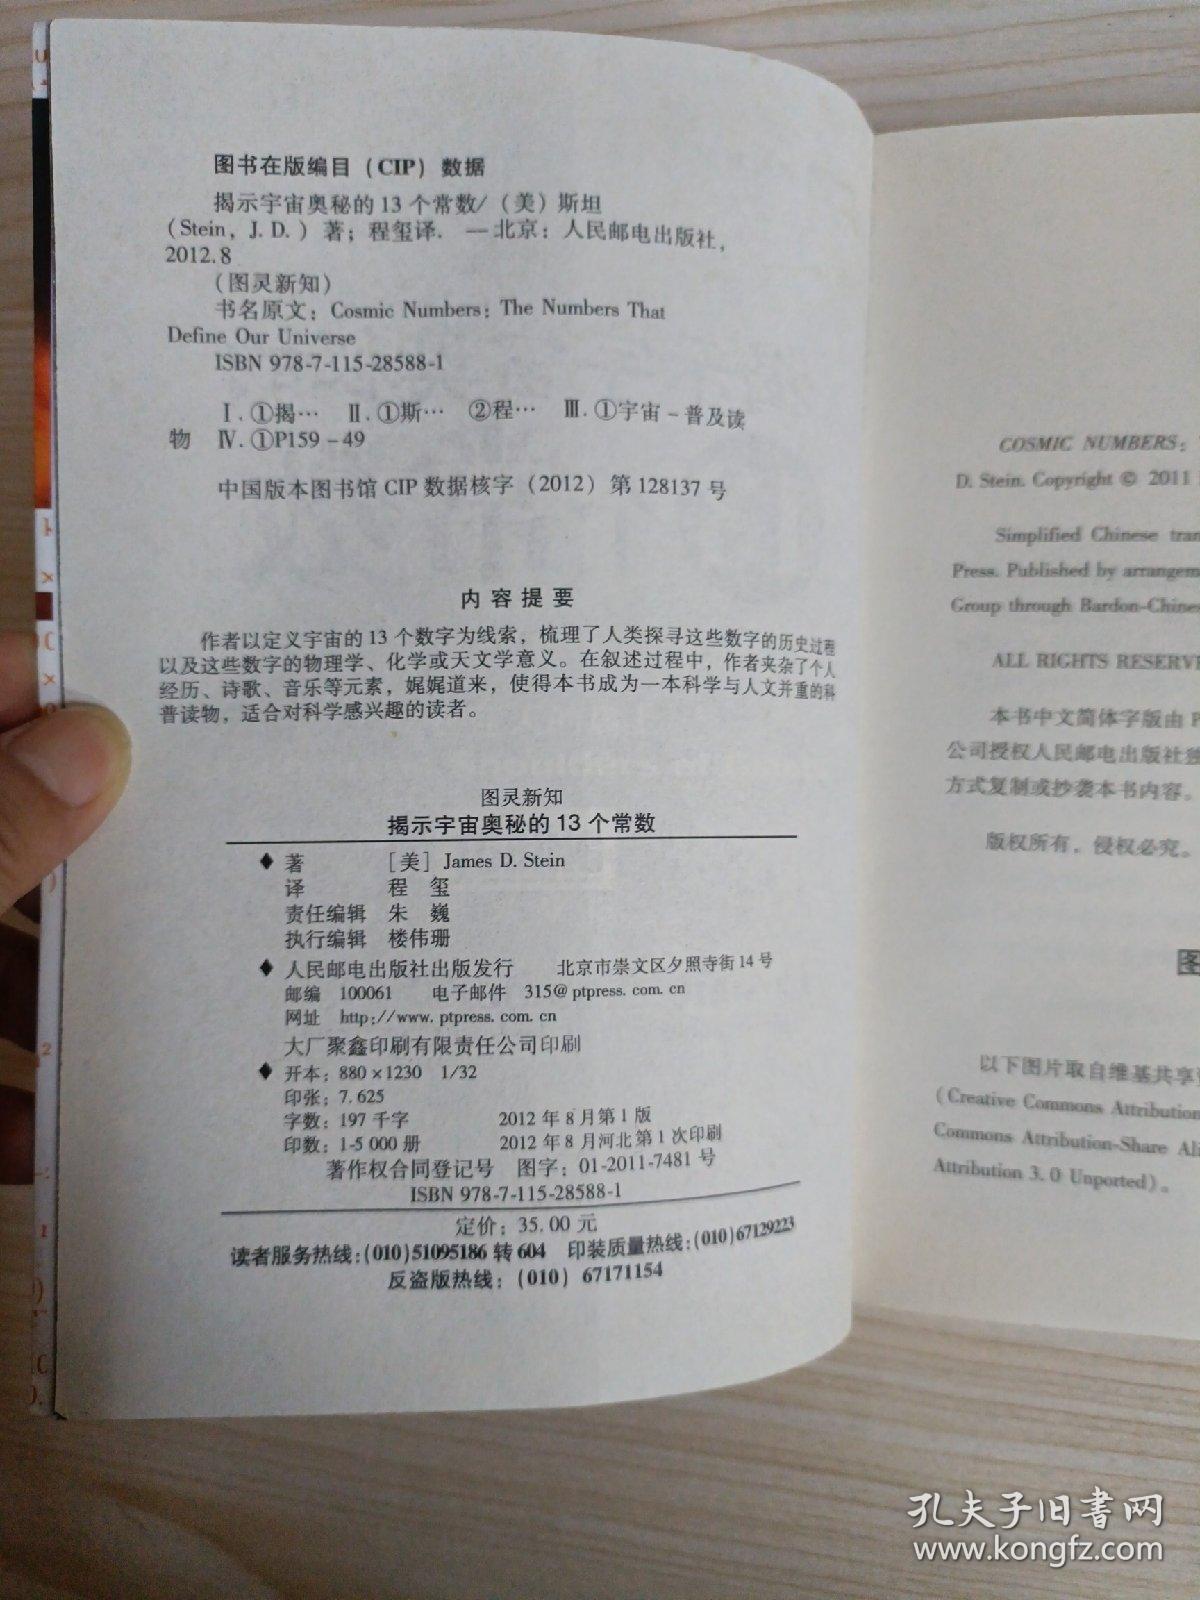 图书在版编目（CIP）数据
揭示宇宙奥秘的13个常数/（美）斯坦
(Stein, J. D. ) 著；程玺译. —北京：人民邮电出版社，
2012.8
（图灵新知）
书名原文：Cosmic Numbers: The Numbers That
Define Our Universe
ISBN 978-7-115-28588-1
Ⅰ.①揭… Ⅱ.①斯… ②程… Ⅲ.①宇宙－普及读
物 Ⅳ.①P159－49
中国版本图书馆CIP数据核字（2012）第128137号
内容提要
作者以定义宇宙的13个数字为线索，梳理了人类探寻这些数字的历史过程
以及这些数字的物理学、化学或天文学意义。在叙述过程中，作者夹杂了个人
经历、诗歌、音乐等元素，娓娓道来，使得本书成为一本科学与人文并重的科
普读物，适合对科学感兴趣的读者。
图灵新知
揭示宇宙奥秘的13个常数
◆ 著 ［美］James D. Stein
译 程 玺
责任编辑 朱 巍
执行编辑 楼伟珊
◆ 人民邮电出版社出版发行 北京市崇文区夕照寺街14号
邮编 100061 电子邮件 315@ptpress.com.cn
网址 http://www.ptpress.com.cn
大厂聚鑫印刷有限责任公司印刷
◆ 开本：880×1230 1/32
印张：7.625
字数：197千字 2012年8月第1版
印数：1-5 000册 2012年8月河北第1次印刷
著作权合同登记号 图字：01-2011-7481号
ISBN 978-7-115-28588-1
定价：35.00元
读者服务热线：(010)51095186转604 印装质量热线：(010)67129223
反盗版热线：(010)67171154
COSMIC NUMBERS:
D. Stein. Copyright © 2011
Simplified Chinese tran
Press. Published by arrangem
Group through Bardon-Chines
ALL RIGHTS RESERVE
本书中文简体字版由P
公司授权人民邮电出版社独
方式复制或抄袭本书内容。
版权所有，侵权必究。
图
以下图片取自维基共享
(Creative Commons Attribution
Commons Attribution-Share Ali
Attribution 3.0 Unported)。
孔夫子旧书网
www.kongfz.com